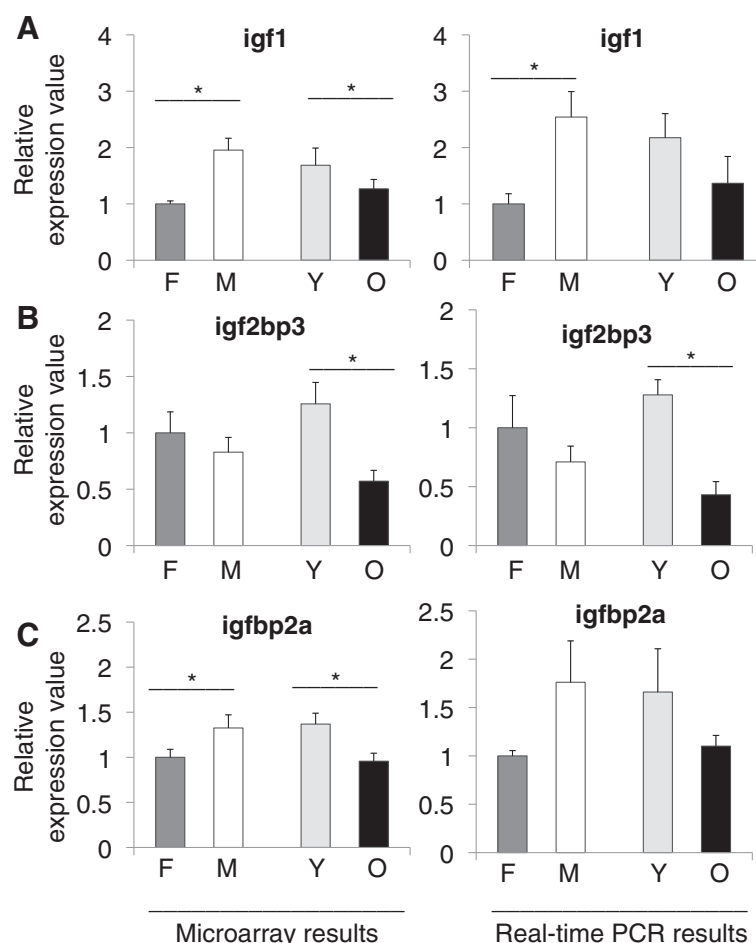 A
igf1
igf1
Relative
expression value
4
3
2
1
0
*
*
F M Y O
4
3
2
1
0
*
F M Y O
B
igf2bp3
igf2bp3
Relative
expression value
2
1.5
1
0.5
0
*
F M Y O
2
1.5
1
0.5
0
*
F M Y O
C
igfbp2a
igfbp2a
Relative
expression value
2.5
2
1.5
1
0.5
0
*
*
F M Y O
2.5
2
1.5
1
0.5
0
F M Y O
Microarray results
Real-time PCR results